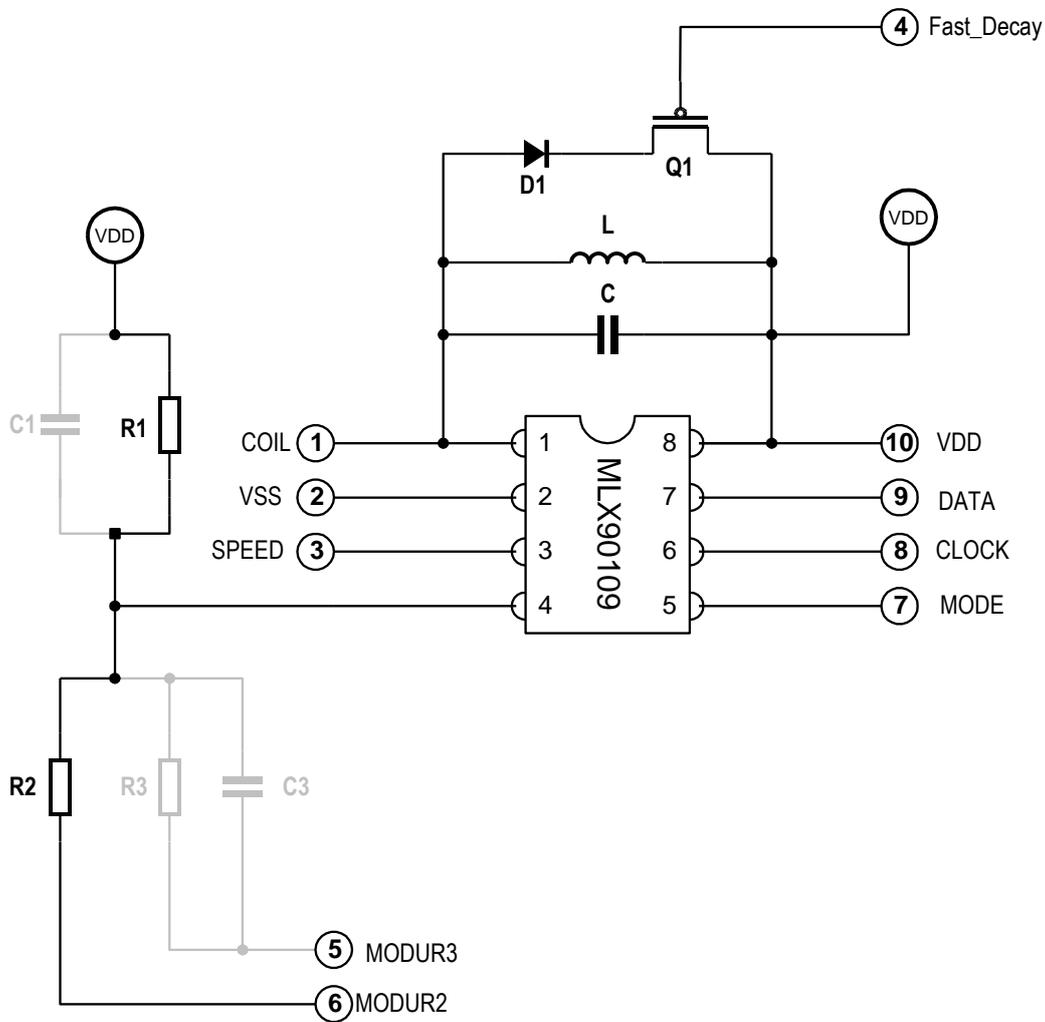 4 Fast_Decay
D1
Q1
VDD
VDD
L
C
C1
R1
COIL 1
1
8
10 VDD
VSS 2
2
7
9 DATA
SPEED 3
3
6
8 CLOCK
4
5
7 MODE
MLX90109
R2
R3
C3
5 MODUR3
6 MODUR2